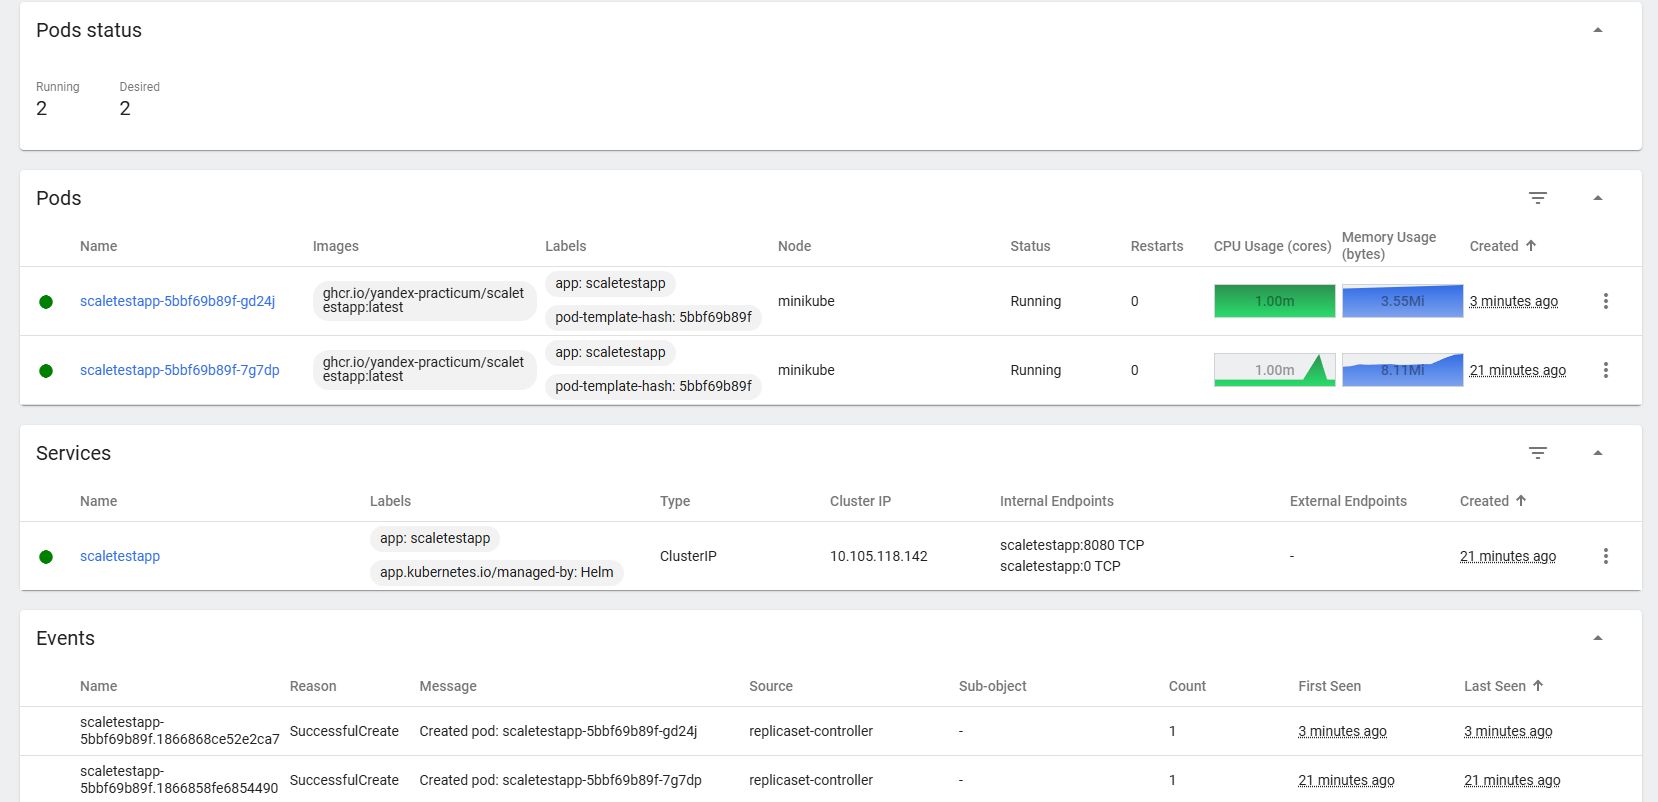 Pods status
Running Desired
2 2
Pods
Name Images Labels Node Status Restarts CPU Usage (cores) Memory Usage (bytes) Created
scaletestapp-5bbf69b89f-gd24j ghcr.io/yandex-practicum/scalet app: scaletestapp minikube Running 0 1.00m 3.55Mi 3 minutes ago
estapp:latest pod-template-hash: 5bbf69b89f
scaletestapp-5bbf69b89f-7g7dp ghcr.io/yandex-practicum/scalet app: scaletestapp minikube Running 0 1.00m 8.11Mi 21 minutes ago
estapp:latest pod-template-hash: 5bbf69b89f
Services
Name Labels Type Cluster IP Internal Endpoints External Endpoints Created
scaletestapp app: scaletestapp ClusterIP 10.105.118.142 scaletestapp:8080 TCP - 21 minutes ago
app.kubernetes.io/managed-by: Helm scaletestapp:0 TCP
Events
Name Reason Message Source Sub-object Count First Seen Last Seen
scaletestapp- SuccessfulCreate Created pod: scaletestapp-5bbf69b89f-gd24j replicaset-controller - 1 3 minutes ago 3 minutes ago
5bbf69b89f.1866868ce52e2ca7
scaletestapp- SuccessfulCreate Created pod: scaletestapp-5bbf69b89f-7g7dp replicaset-controller - 1 21 minutes ago 21 minutes ago
5bbf69b89f.1866858fe6854490